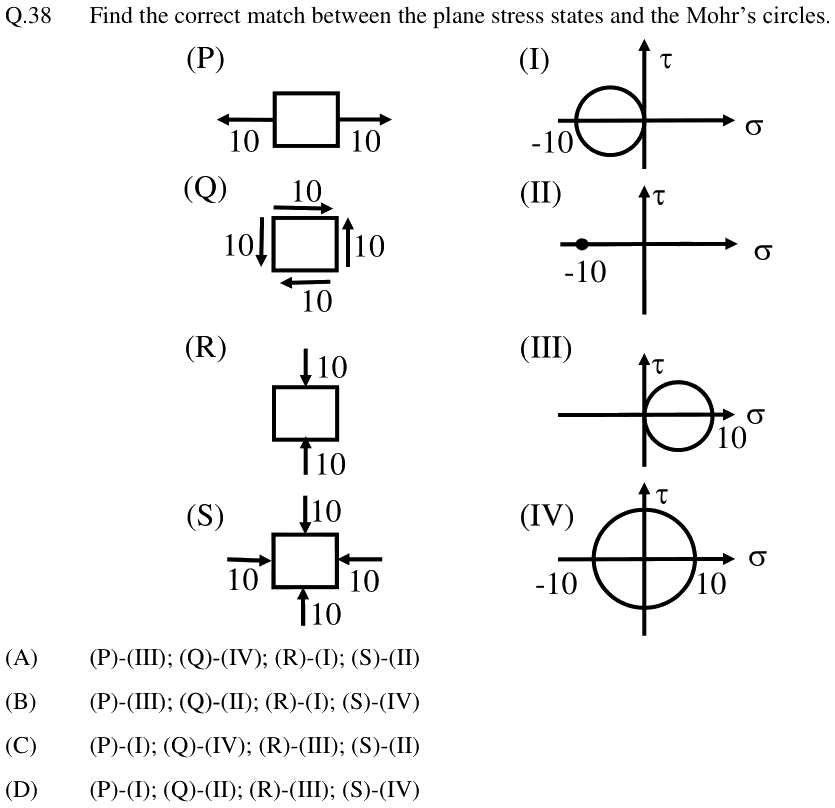 Q.38 Find the correct match between the plane stress states and the Mohr's circles.
(P) (I) τ
10 10 -10 σ
(Q) 10 (II) τ
10 10 σ
10 -10
(R) (III) τ
10 σ
10 10
(S) 10 (IV) τ
σ
10 10 -10 10
10
(A) (P)-(III); (Q)-(IV); (R)-(I); (S)-(II)
(B) (P)-(III); (Q)-(II); (R)-(I); (S)-(IV)
(C) (P)-(I); (Q)-(IV); (R)-(III); (S)-(II)
(D) (P)-(I); (Q)-(II); (R)-(III); (S)-(IV)